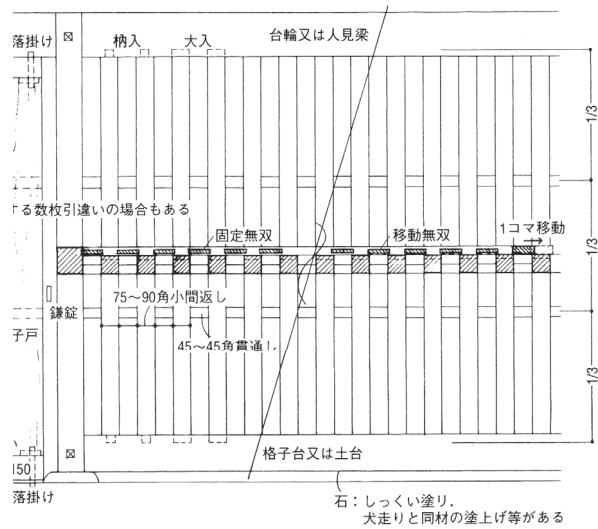 落掛け
枘入
大入
台輪又は人見梁
1/3
する数枚引違いの場合もある
固定無双
移動無双
1コマ移動
1/3
75〜90角小間返し
鎌錠
子戸
45〜45角貫通し
1/3
格子台又は土台
150
落掛け
石：しっくい塗り．
犬走りと同材の塗上げ等がある